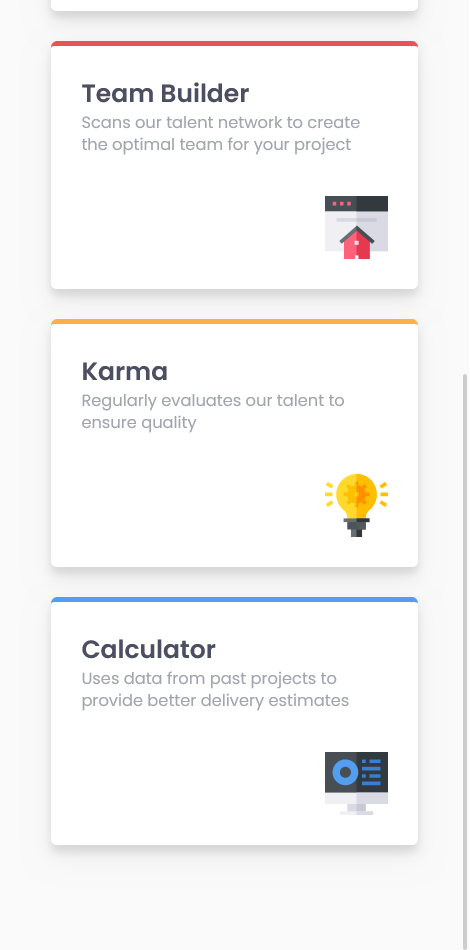 Team Builder
Scans our talent network to create
the optimal team for your project
Karma
Regularly evaluates our talent to
ensure quality
Calculator
Uses data from past projects to
provide better delivery estimates